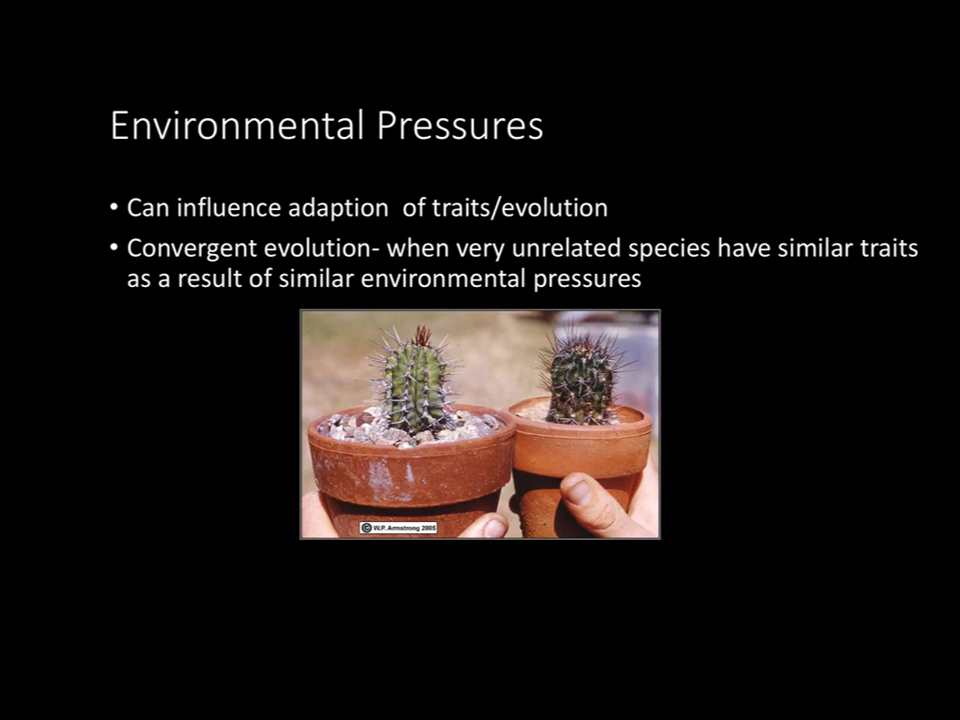 Environmental Pressures
• Can influence adaption  of traits/evolution
• Convergent evolution- when very unrelated species have similar traits
as a result of similar environmental pressures
© W.P. Armstrong 2005